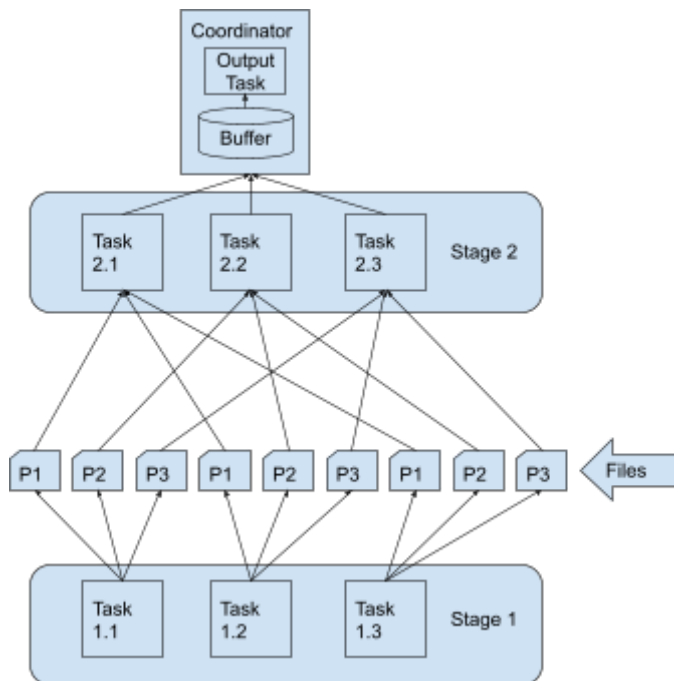 Coordinator
Output
Task
Buffer
Task
2.1
Task
2.2
Task
2.3
Stage 2
P1
P2
P3
P1
P2
P3
P1
P2
P3
Files
Task
1.1
Task
1.2
Task
1.3
Stage 1